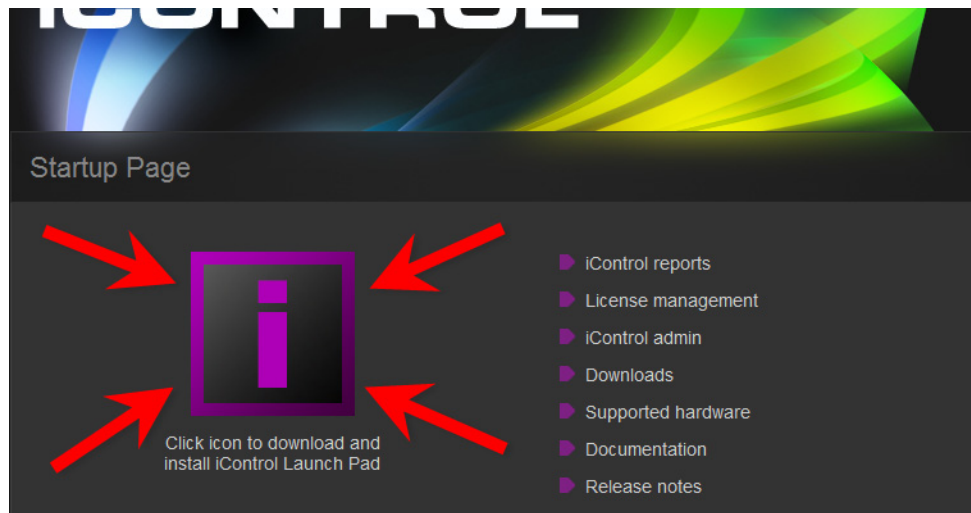 iCONTROL
Startup Page
i
Click icon to download and
install iControl Launch Pad
iControl reports
License management
iControl admin
Downloads
Supported hardware
Documentation
Release notes